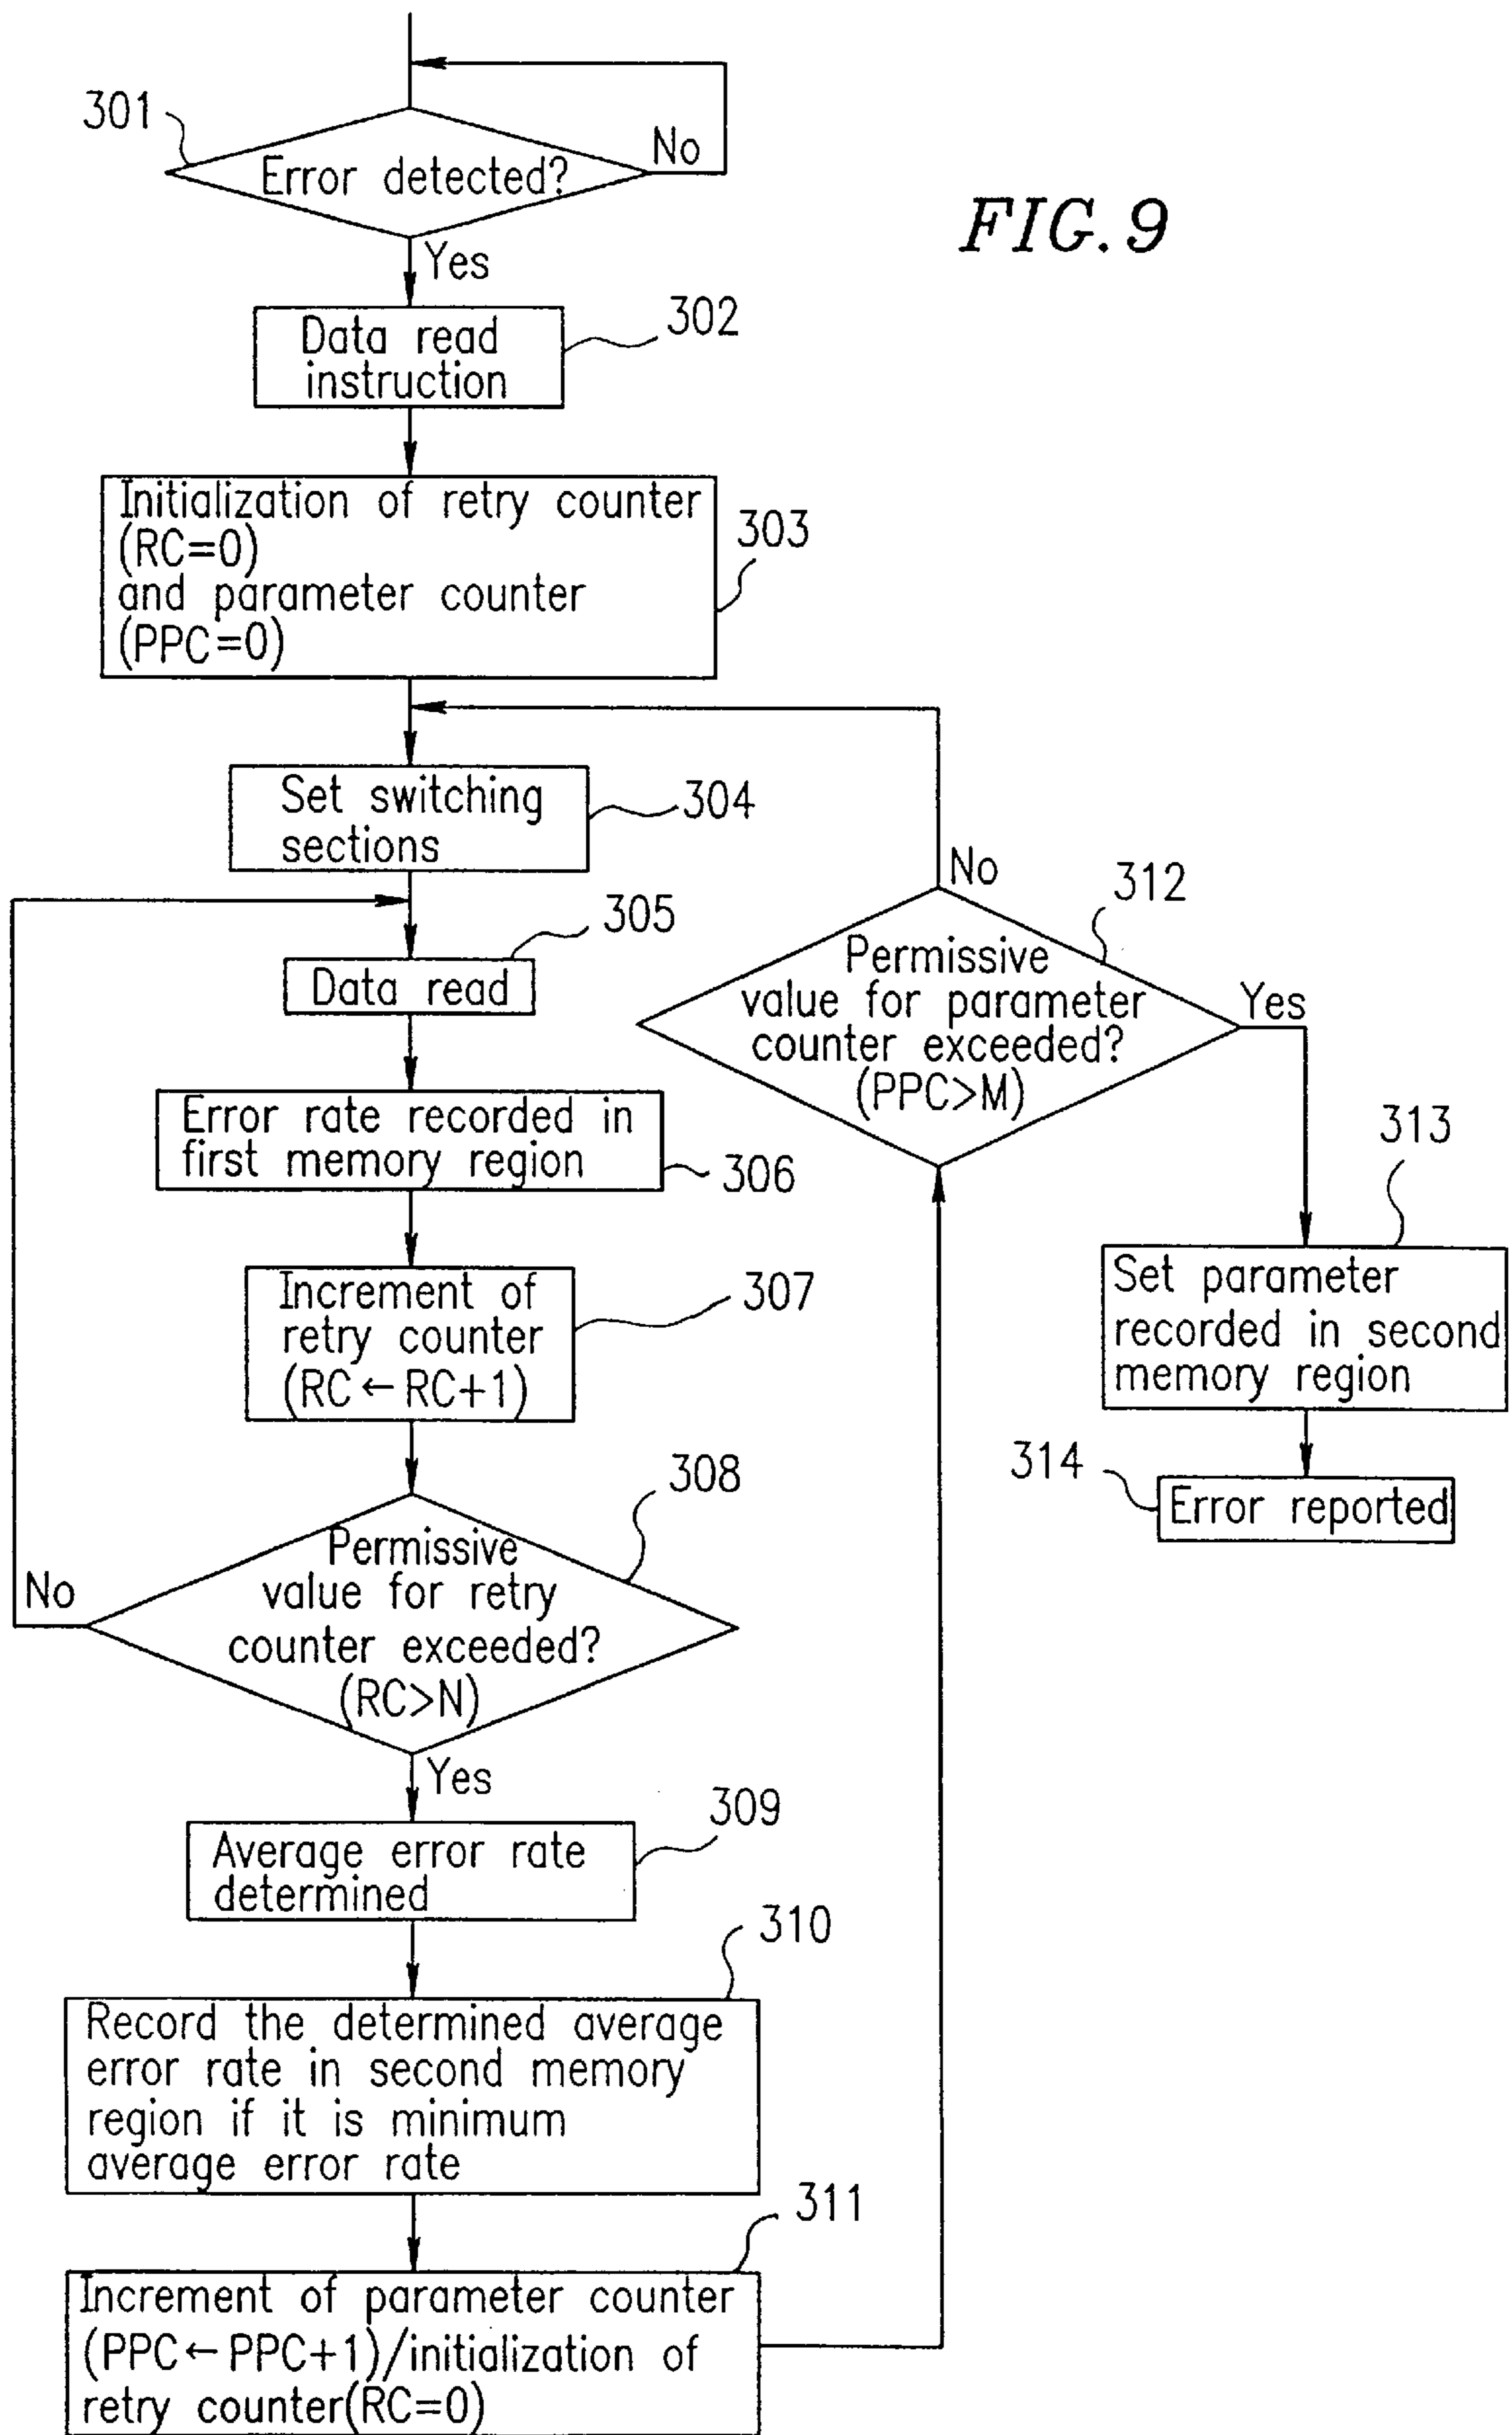 FIG. 9
301
Error detected?
No
Yes
Data read
instruction
302
Initialization of retry counter
(RC=0)
and parameter counter
(PPC=0)
303
Set switching
sections
304
Data read
305
Error rate recorded in
first memory region
306
Increment of
retry counter
(RC←RC+1)
307
Permissive
value for retry
counter exceeded?
(RC>N)
308
No
Yes
Average error rate
determined
309
Record the determined average
error rate in second memory
region if it is minimum
average error rate
310
Increment of parameter counter
(PPC←PPC+1)/initialization of
retry counter(RC=0)
311
Permissive
value for parameter
counter exceeded?
(PPC>M)
312
No
Yes
Set parameter
recorded in second
memory region
313
Error reported
314